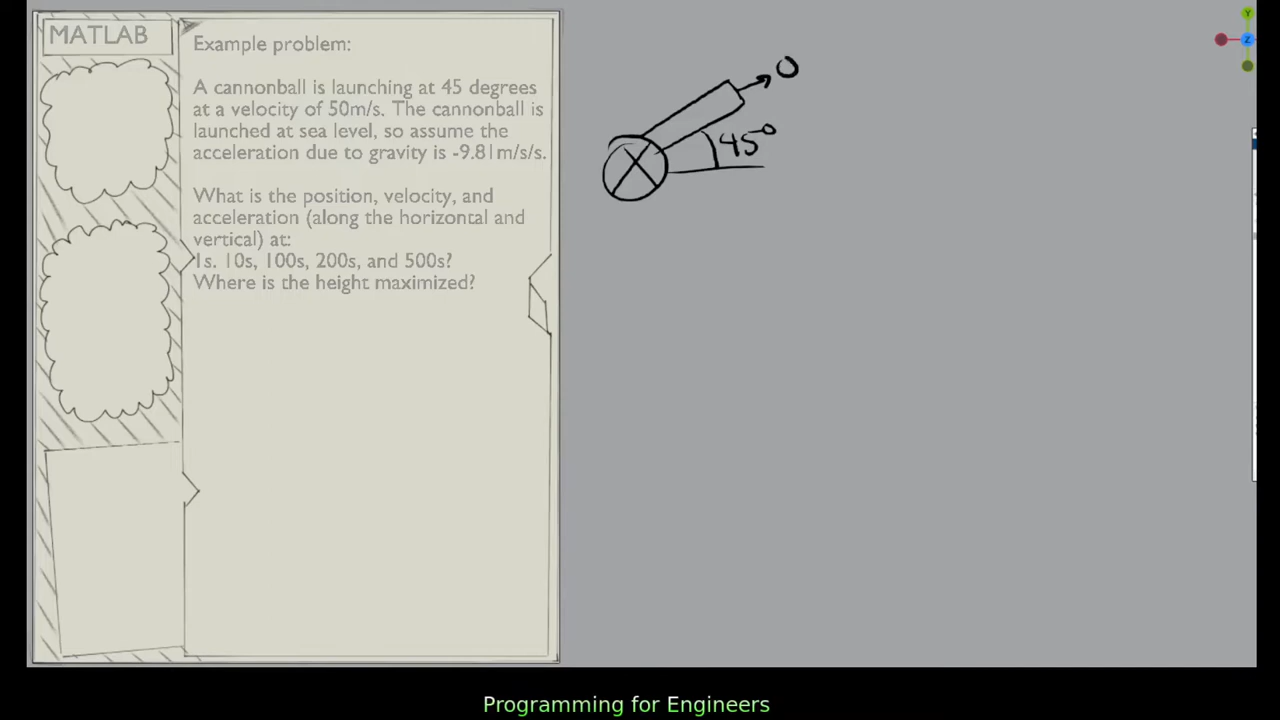 MATLAB
Example problem:
A cannonball is launching at 45 degrees
at a velocity of 50m/s. The cannonball is
launched at sea level, so assume the
acceleration due to gravity is -9.81m/s/s.
What is the position, velocity, and
acceleration (along the horizontal and
vertical) at:
1s. 10s, 100s, 200s, and 500s?
Where is the height maximized?
45°
Y
Z
Programming for Engineers